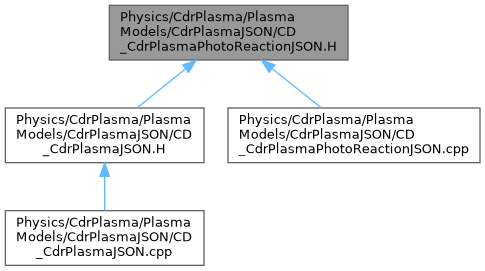 Physics/CdrPlasma/Plasma
Models/CdrPlasmaJSON/CD
_CdrPlasmaPhotoReactionJSON.H
Physics/CdrPlasma/Plasma
Models/CdrPlasmaJSON/CD
_CdrPlasmaJSON.H
Physics/CdrPlasma/Plasma
Models/CdrPlasmaJSON/CD
_CdrPlasmaPhotoReactionJSON.cpp
Physics/CdrPlasma/Plasma
Models/CdrPlasmaJSON/CD
_CdrPlasmaJSON.cpp